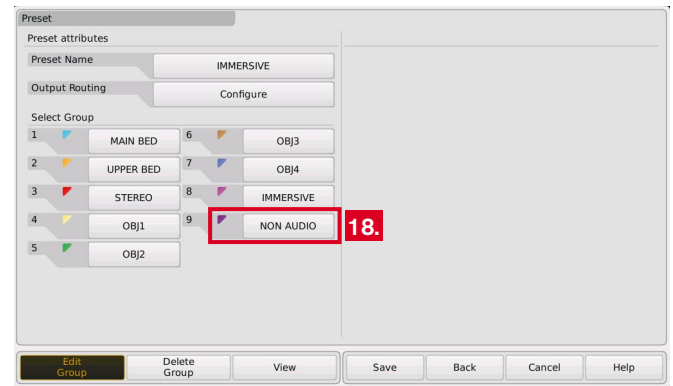 Preset
Preset attributes
Preset Name
IMMERSIVE
Output Routing
Configure
Select Group
1 MAIN BED
2 UPPER BED
3 STEREO
4 OBJ1
5 OBJ2
6 OBJ3
7 OBJ4
8 IMMERSIVE
9 NON AUDIO
18.
Edit
Group
Delete
Group
View
Save
Back
Cancel
Help